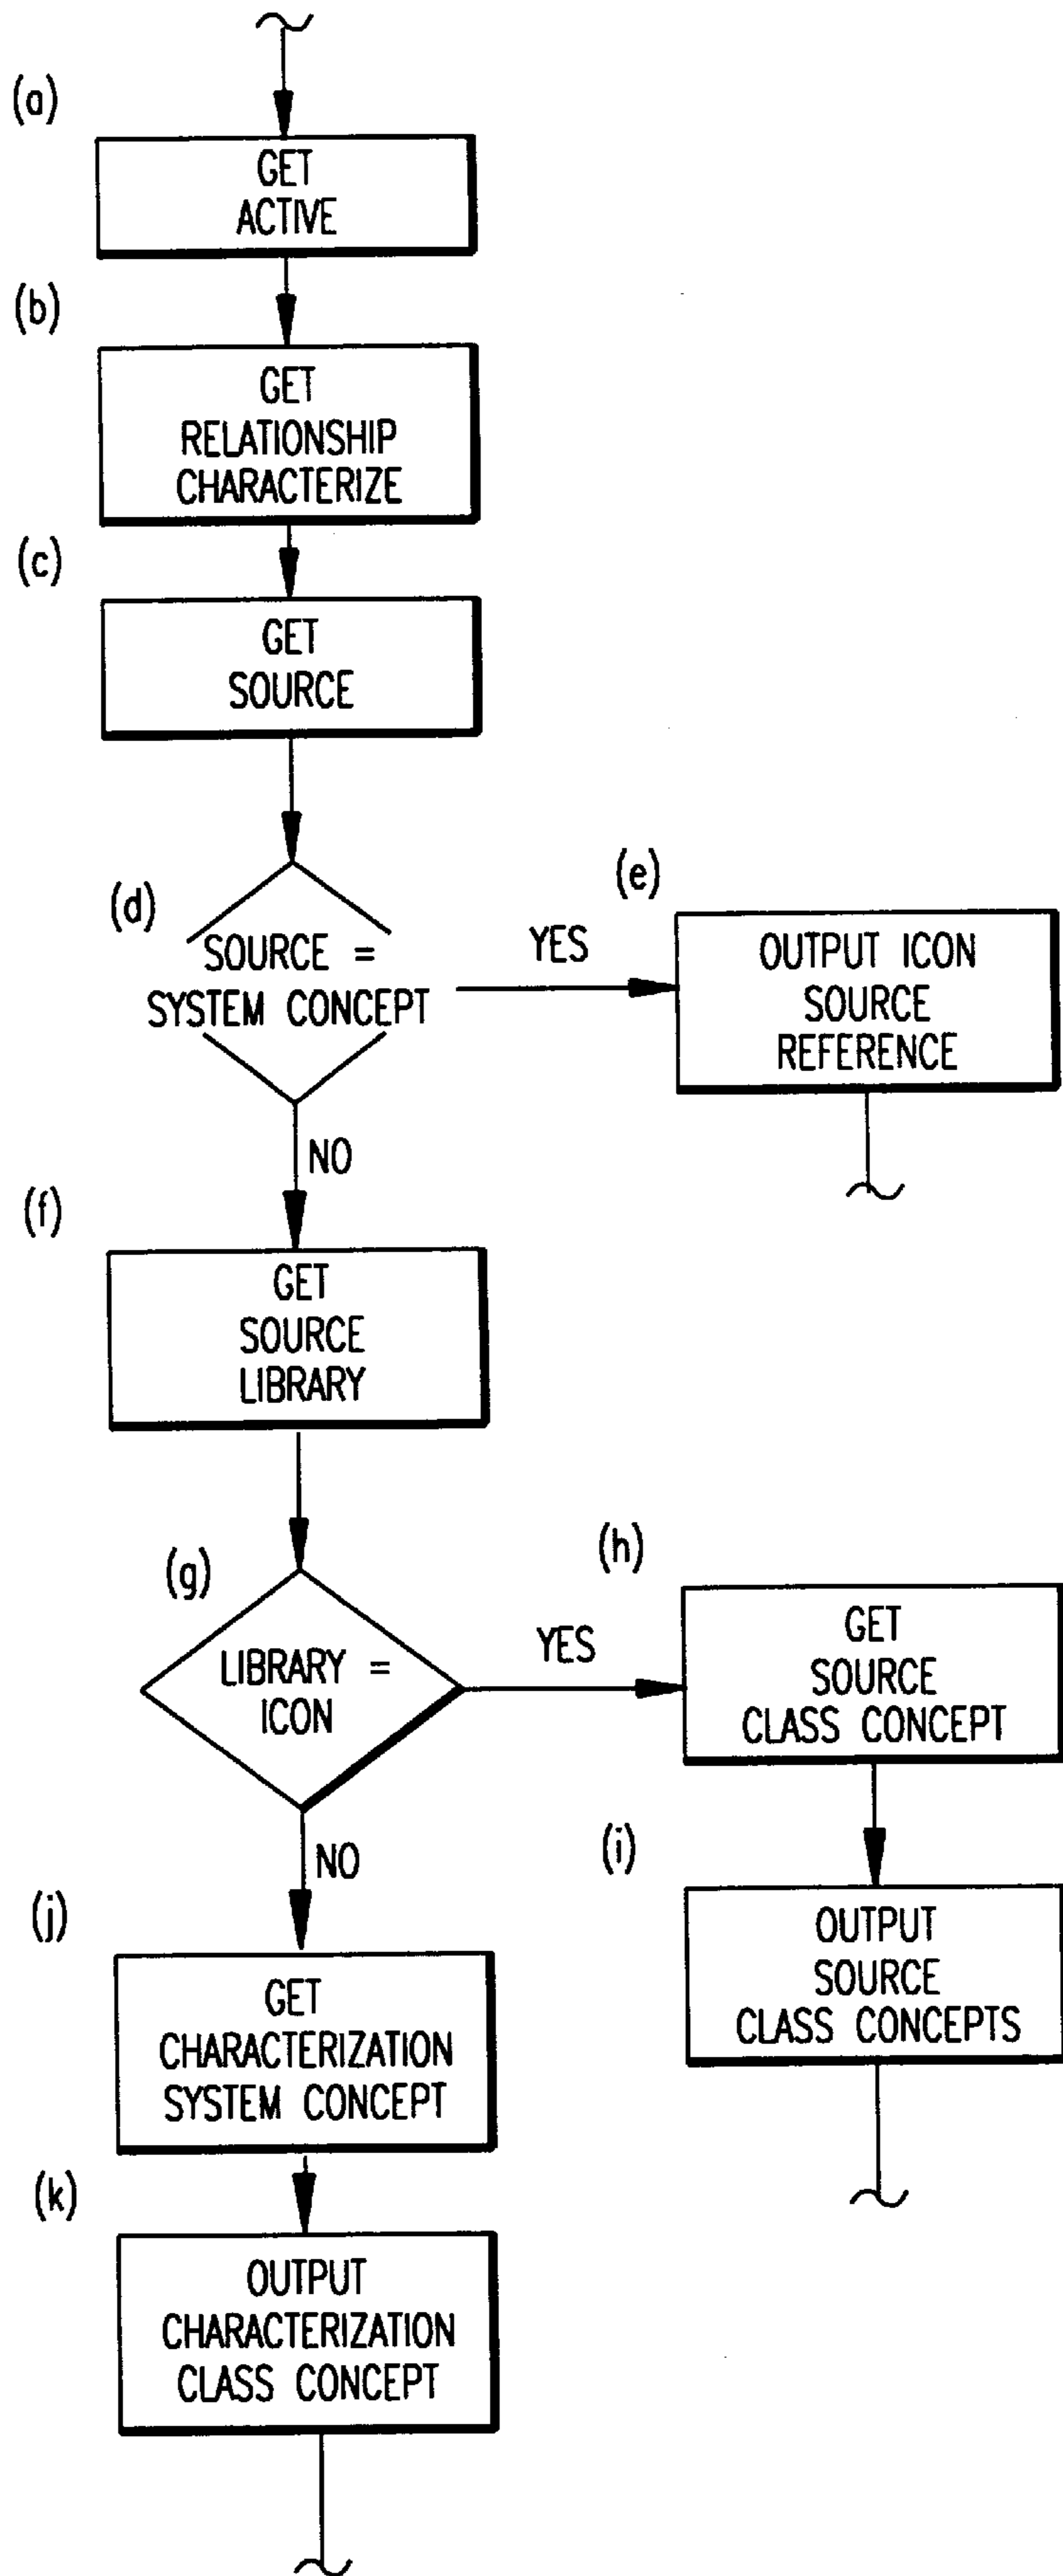 (a)
GET
ACTIVE
(b)
GET
RELATIONSHIP
CHARACTERIZE
(c)
GET
SOURCE
(d)
SOURCE =
SYSTEM CONCEPT
YES
(e)
OUTPUT ICON
SOURCE
REFERENCE
NO
(f)
GET
SOURCE
LIBRARY
(g)
LIBRARY =
ICON
YES
(h)
GET
SOURCE
CLASS CONCEPT
(i)
OUTPUT
SOURCE
CLASS CONCEPTS
NO
(j)
GET
CHARACTERIZATION
SYSTEM CONCEPT
(k)
OUTPUT
CHARACTERIZATION
CLASS CONCEPT